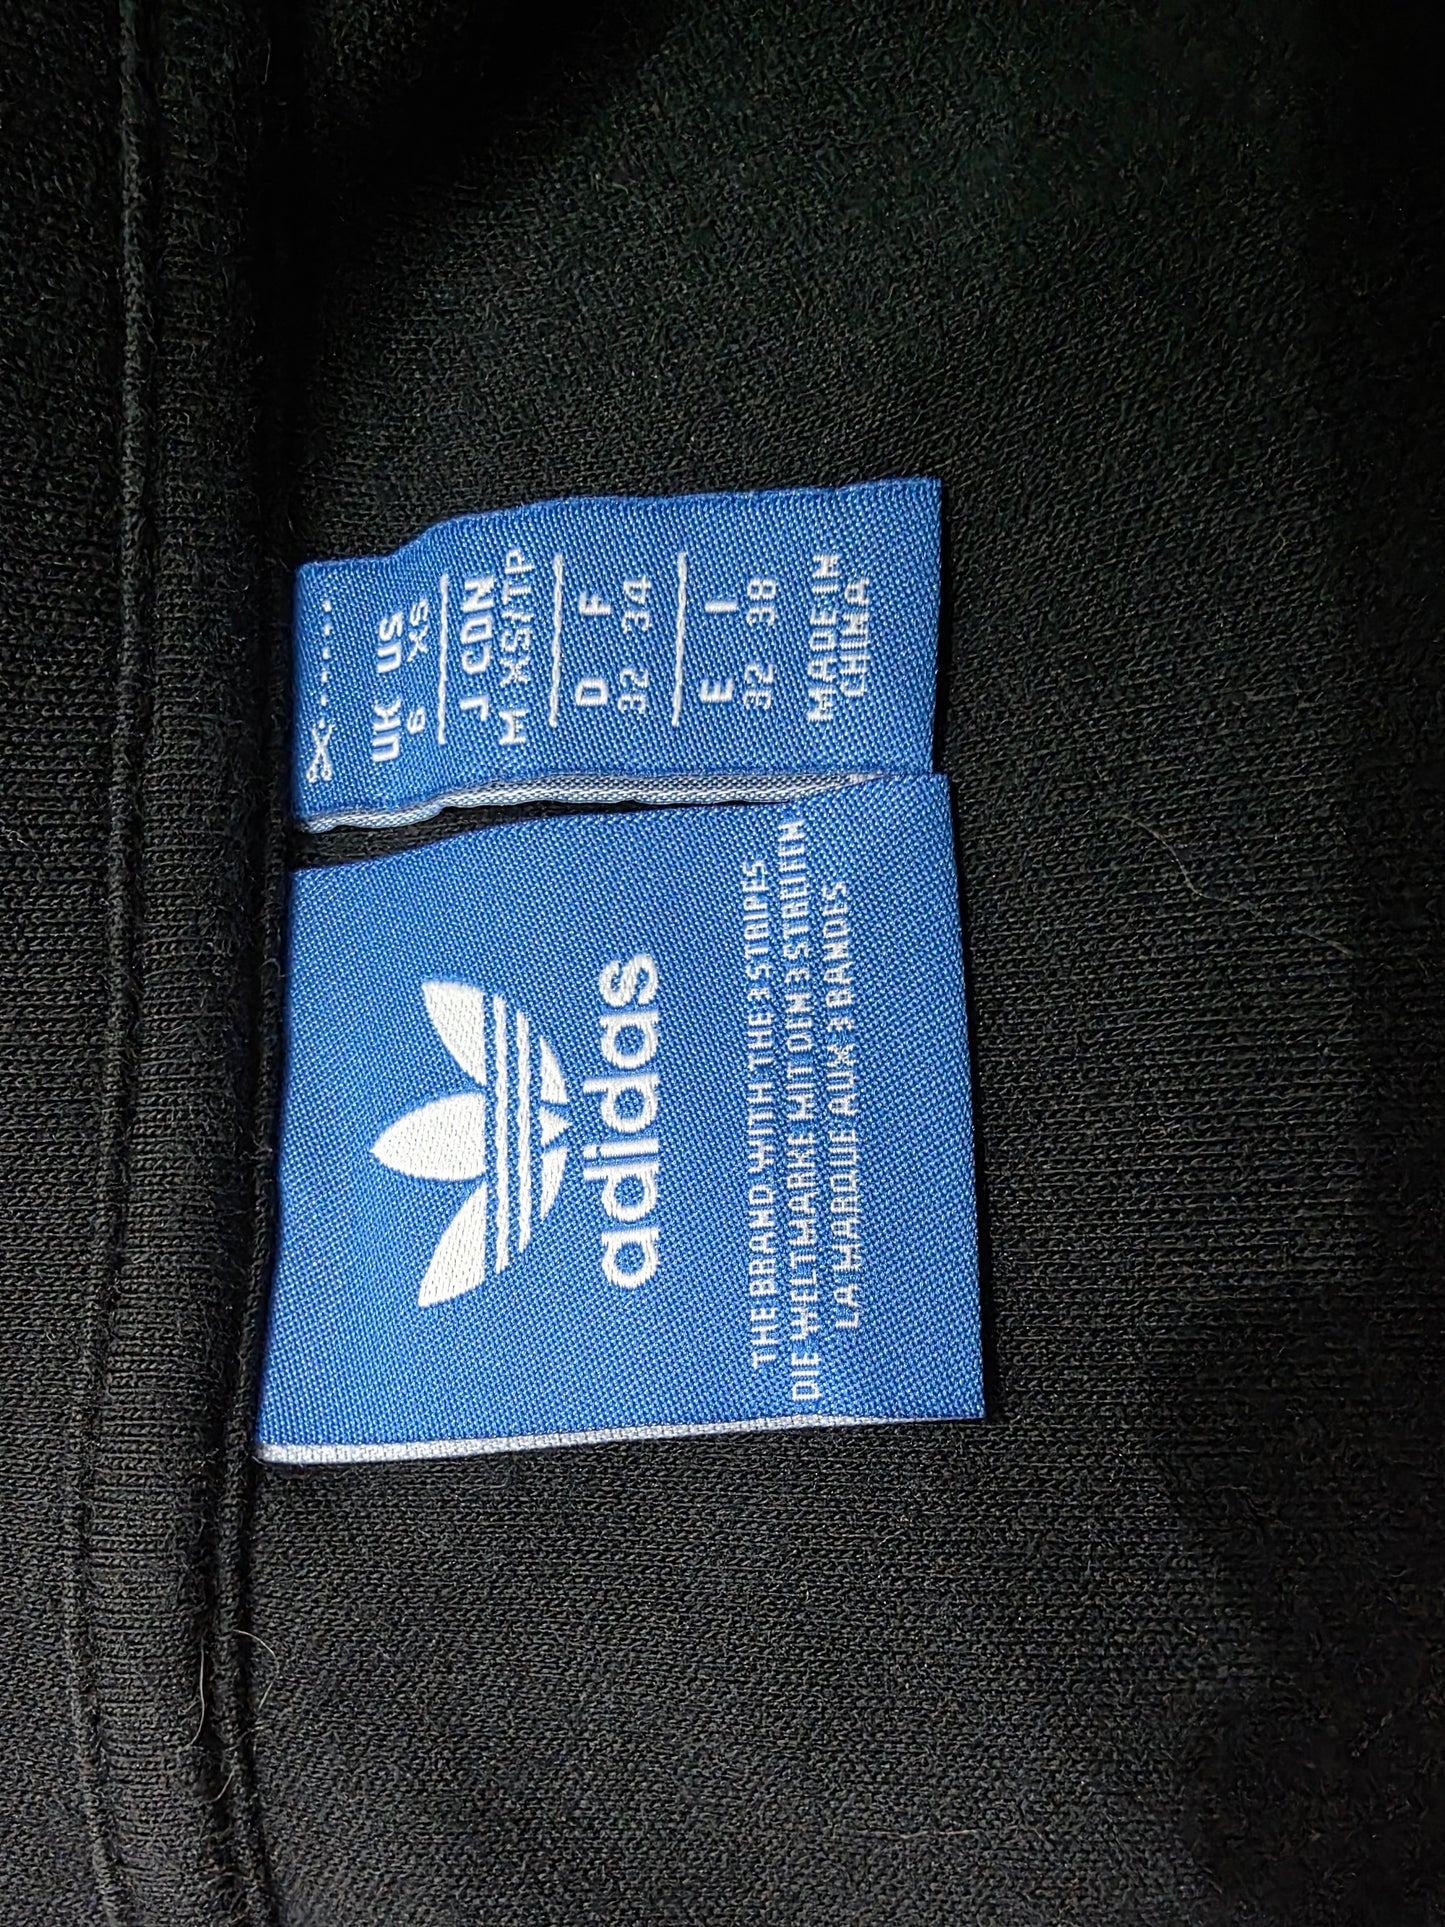 adidas
THE BRAND WITH THE 3 STRIPES
DIE WELTMARKE MIT DEN 3 STREIFEN
LA MARQUE AUX 3 BANDES
UK US
6 XS
J CDN
M XS/TP
D F
32 34
E I
32 38
MADE IN
CHINA